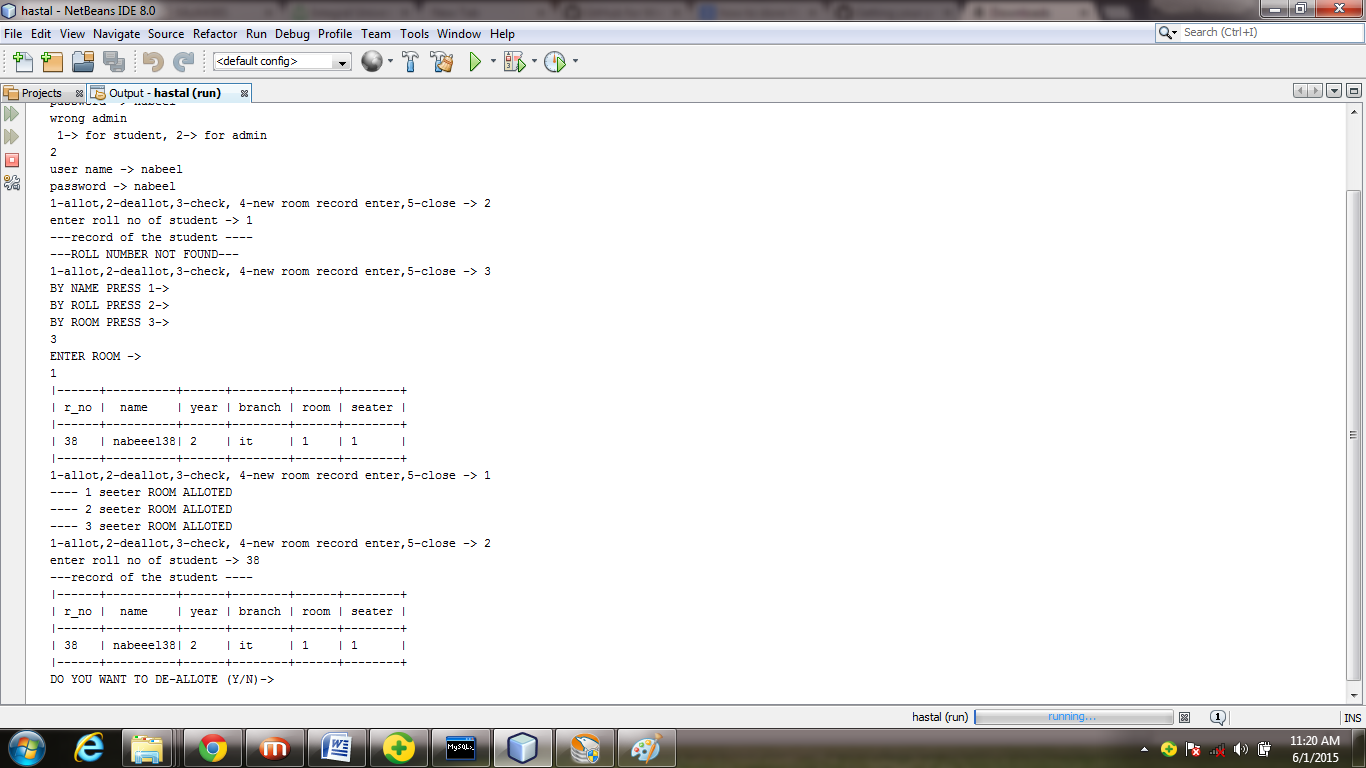 hastal - NetBeans IDE 8.0
File Edit View Navigate Source Refactor Run Debug Profile Team Tools Window Help
Search (Ctrl+I)
<default config>
Projects
Output - hastal (run)
password -> nabeel
wrong admin
1-> for student, 2-> for admin
2
user name -> nabeel
password -> nabeel
1-allot,2-deallot,3-check, 4-new room record enter,5-close -> 2
enter roll no of student -> 1
---record of the student ----
---ROLL NUMBER NOT FOUND---
1-allot,2-deallot,3-check, 4-new room record enter,5-close -> 3
BY NAME PRESS 1->
BY ROLL PRESS 2->
BY ROOM PRESS 3->
3
ENTER ROOM ->
1
|------+----------+------+--------+------+--------+
| r_no |  name    | year | branch | room | seater |
|------+----------+------+--------+------+--------+
| 38   | nabeeel38| 2    | it     | 1    | 1      |
|------+----------+------+--------+------+--------+
1-allot,2-deallot,3-check, 4-new room record enter,5-close -> 1
---- 1 seeter ROOM ALLOTED
---- 2 seeter ROOM ALLOTED
---- 3 seeter ROOM ALLOTED
1-allot,2-deallot,3-check, 4-new room record enter,5-close -> 2
enter roll no of student -> 38
---record of the student ----
|------+----------+------+--------+------+--------+
| r_no |  name    | year | branch | room | seater |
|------+----------+------+--------+------+--------+
| 38   | nabeeel38| 2    | it     | 1    | 1      |
|------+----------+------+--------+------+--------+
DO YOU WANT TO DE-ALLOTE (Y/N)->
hastal (run)
running...
1
INS
MySQL
11:20 AM
6/1/2015